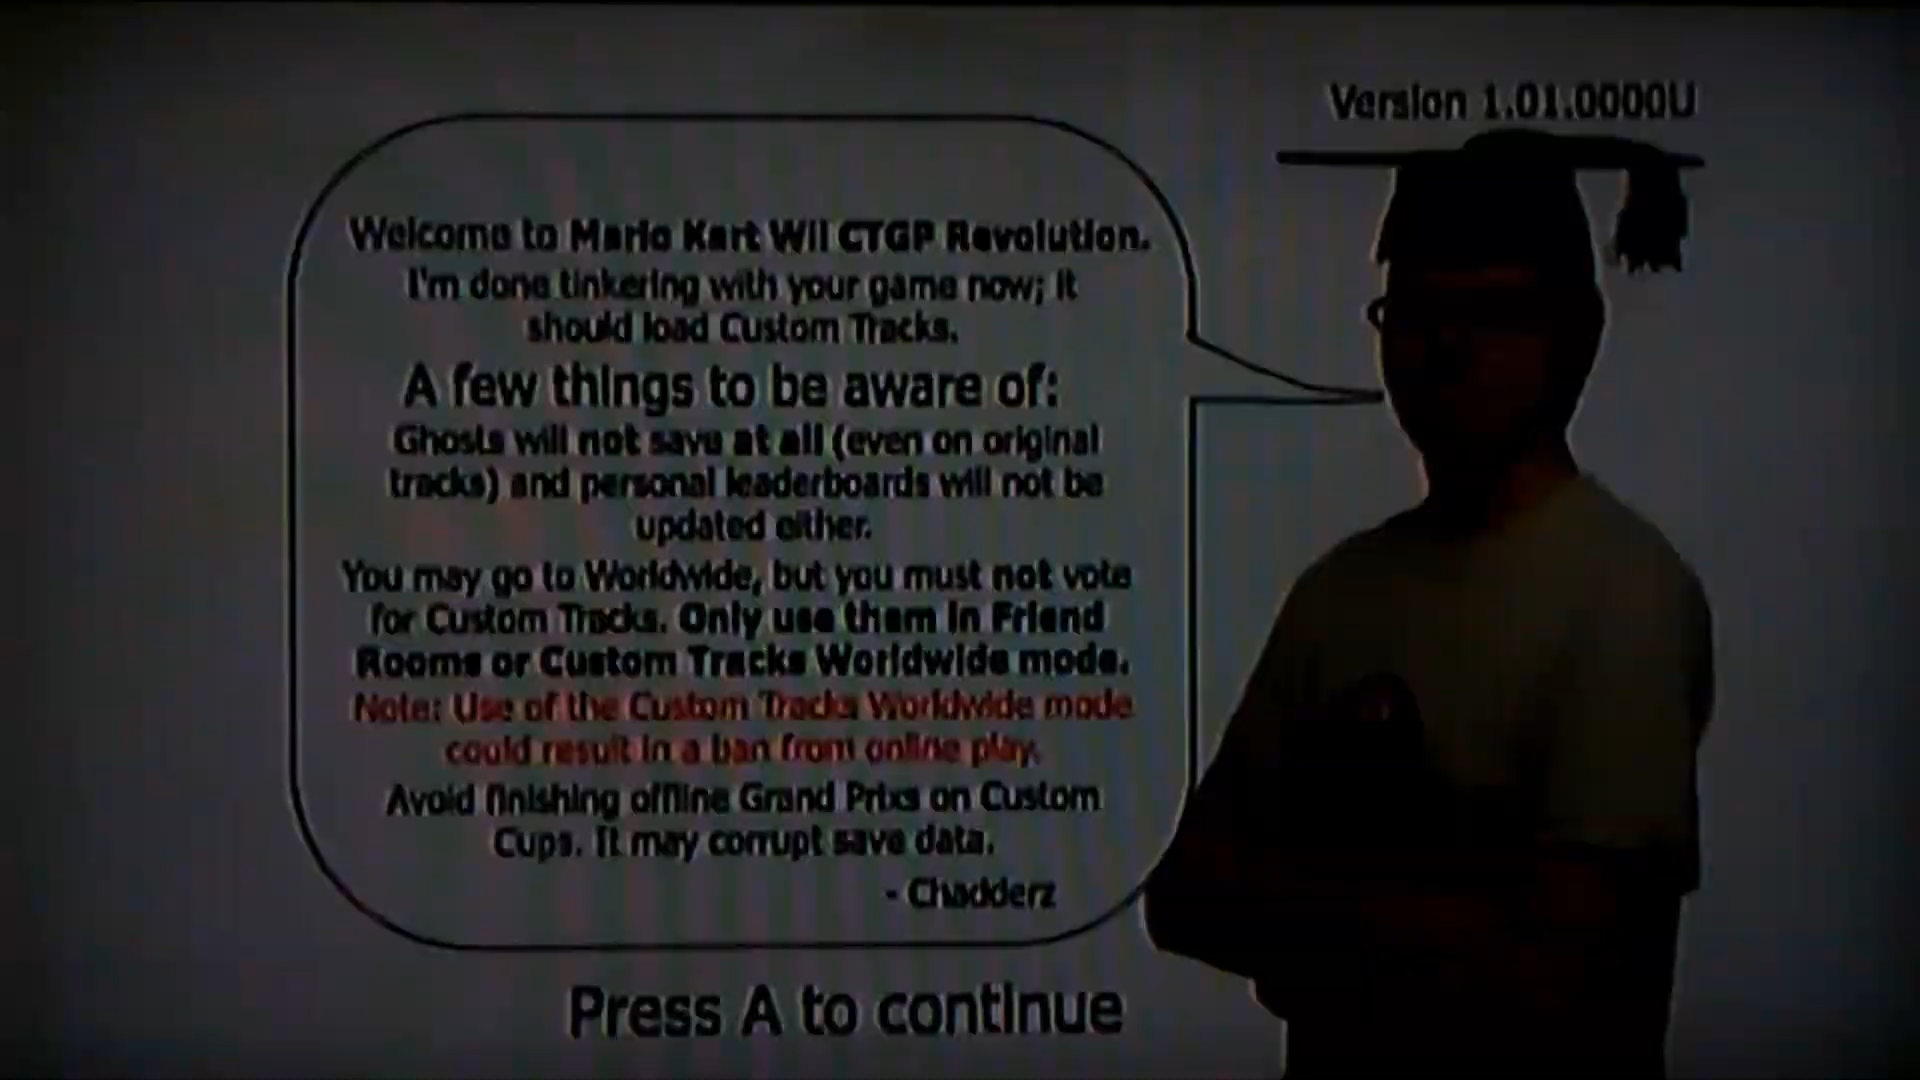 Version 1.01.0000U
Welcome to Mario Kart Wii CTGP Revolution.
I'm done tinkering with your game now; it
should load Custom Tracks.
A few things to be aware of:
Ghosts will not save at all (even on original
tracks) and personal leaderboards will not be
updated either.
You may go to Worldwide, but you must not vote
for Custom Tracks. Only use them in Friend
Rooms or Custom Tracks Worldwide mode.
Note: Use of the Custom Tracks Worldwide mode
could result in a ban from online play.
Avoid finishing offline Grand Prixs on Custom
Cups. It may corrupt save data.
- Chadderz
Press A to continue